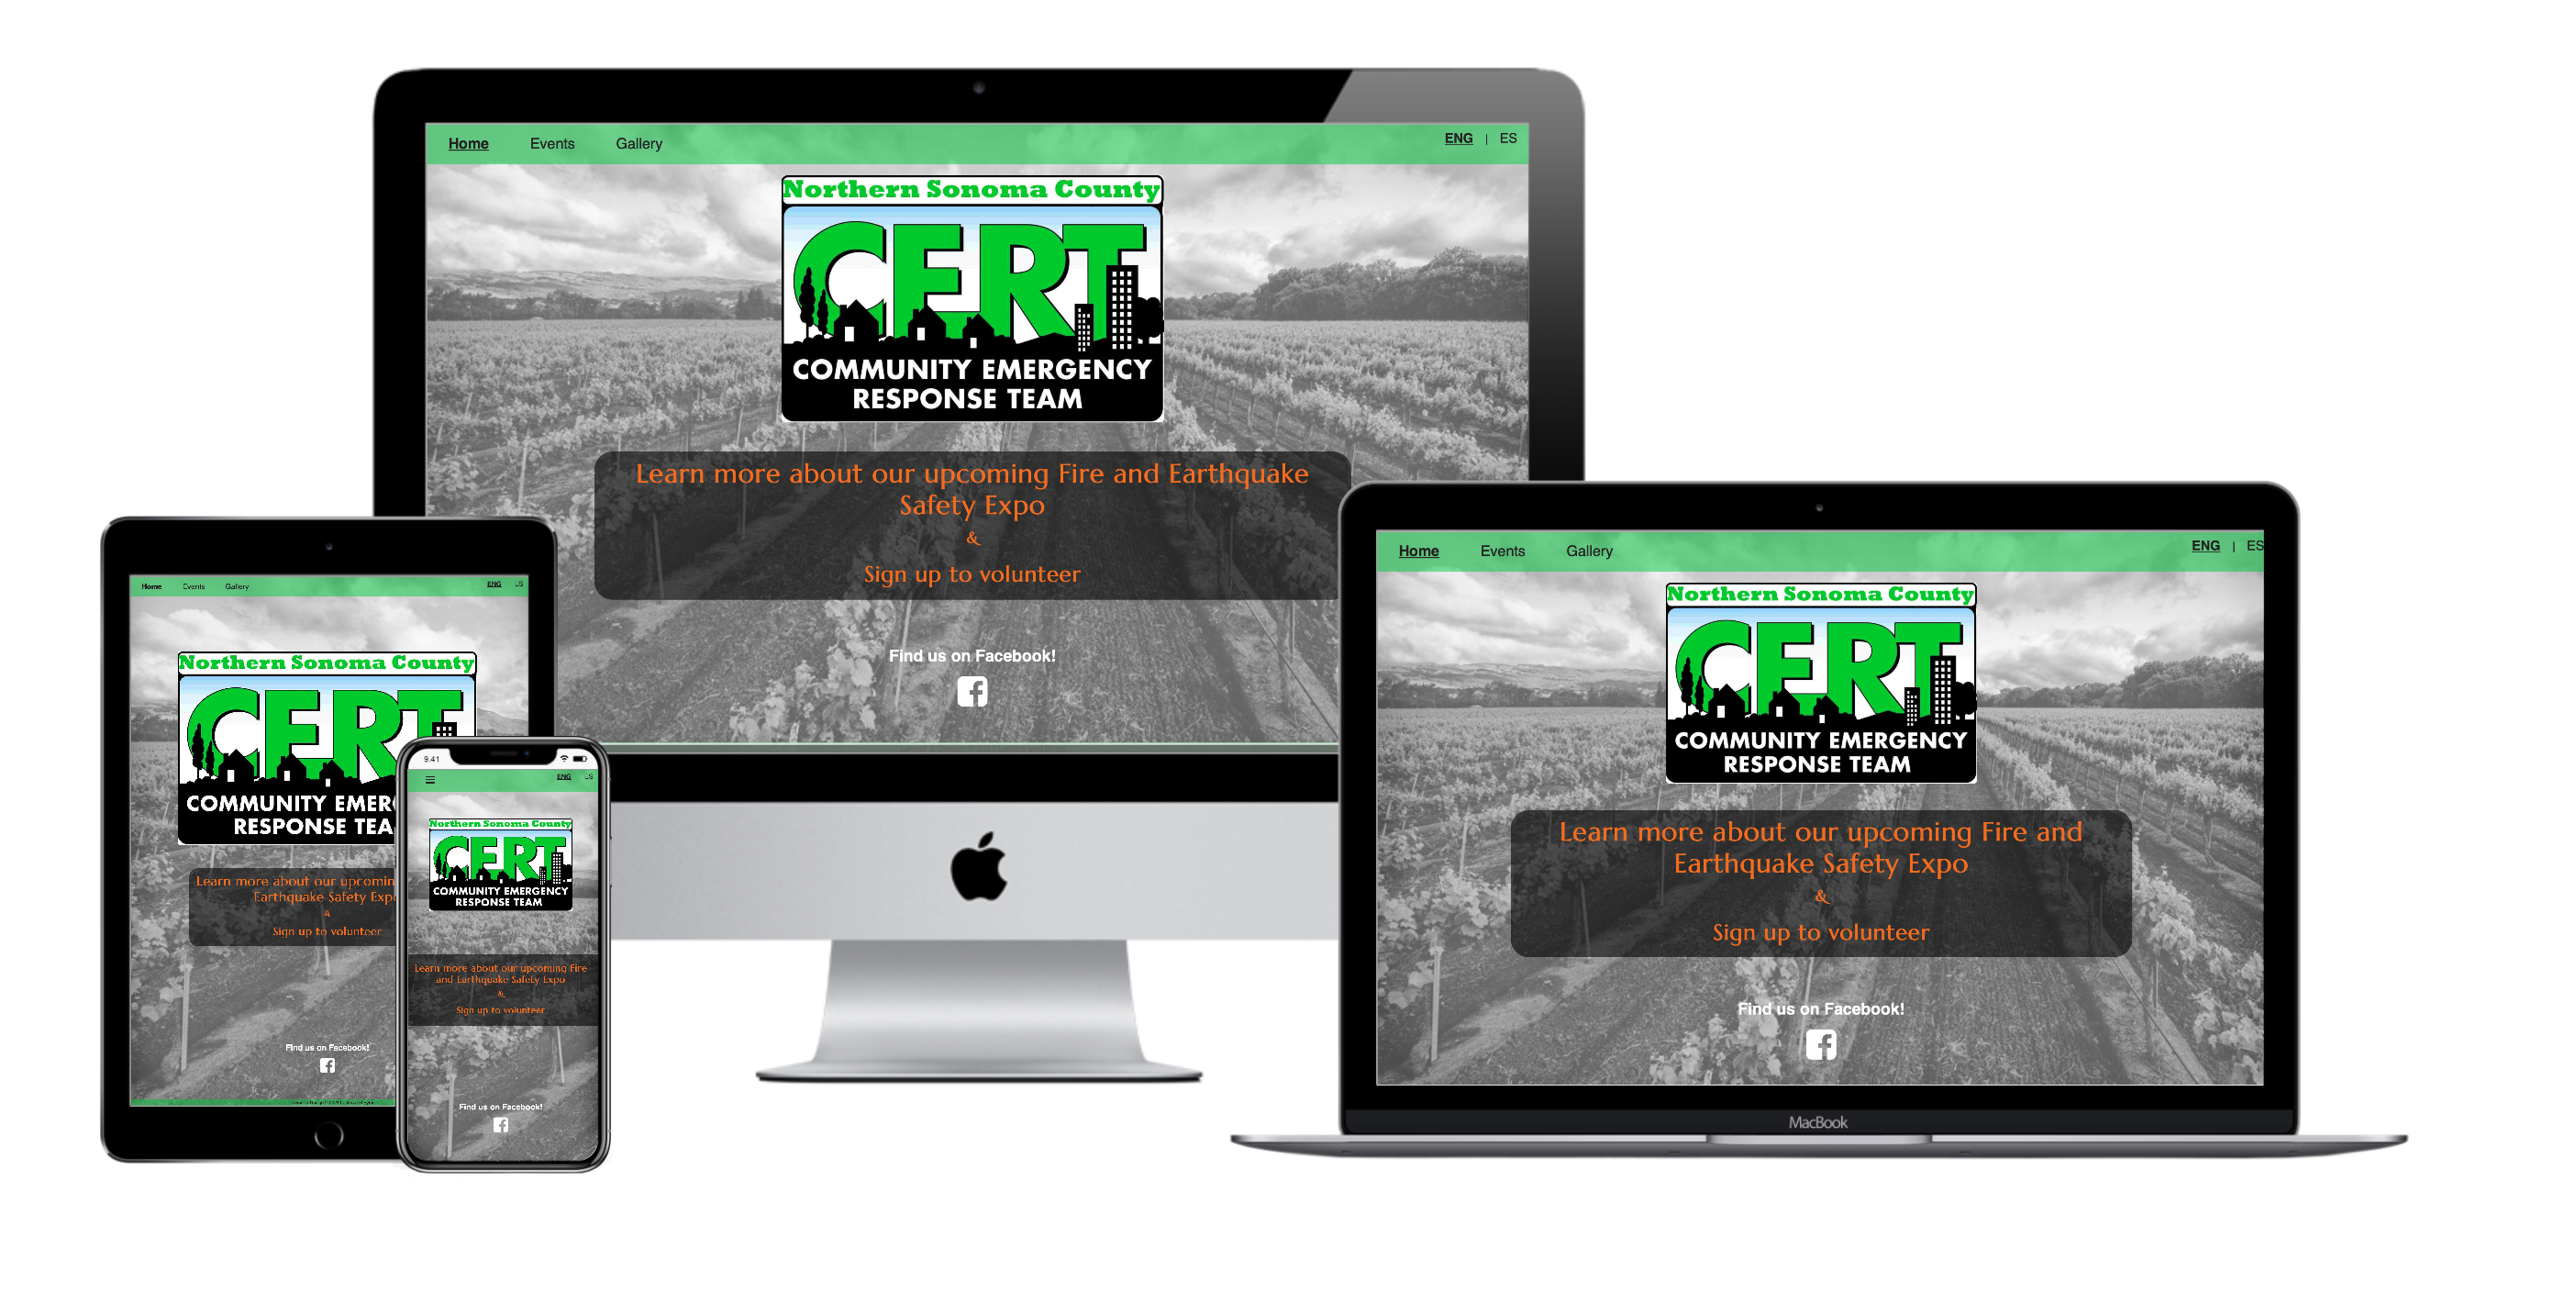 Home Events Gallery ENG | ES
Northern Sonoma County
CERT
COMMUNITY EMERGENCY
RESPONSE TEAM
Learn more about our upcoming Fire and Earthquake
Safety Expo
&
Sign up to volunteer
Find us on Facebook!
Home Events Gallery ENG | ES
Northern Sonoma County
CERT
COMMUNITY EMERGENCY
RESPONSE TEAM
Learn more about our upcoming Fire and
Earthquake Safety Expo
&
Sign up to volunteer
Find us on Facebook!
MacBook
Home Events Gallery ENG ES
Northern Sonoma County
CERT
COMMUNITY EMER
RESPONSE TEA
Learn more about our upcomin
Earthquake Safety Exp
&
Sign up to volunteer
Find us on Facebook!
9:41
ENG ES
Northern Sonoma County
CERT
COMMUNITY EMERGENCY
RESPONSE TEAM
Learn more about our upcoming Fire
and Earthquake Safety Expo
&
Sign up to volunteer
Find us on Facebook!